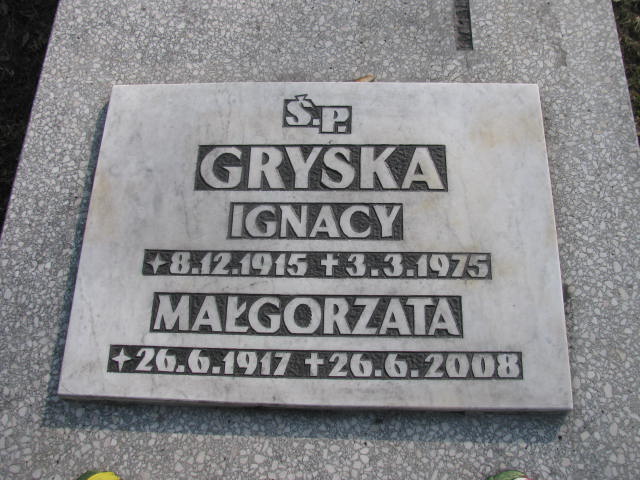 Ś.P.
GRYSKA
IGNACY
✦8.12.1915 ✝3.3.1975
MAŁGORZATA
✦26.6.1917 ✝26.6.2008